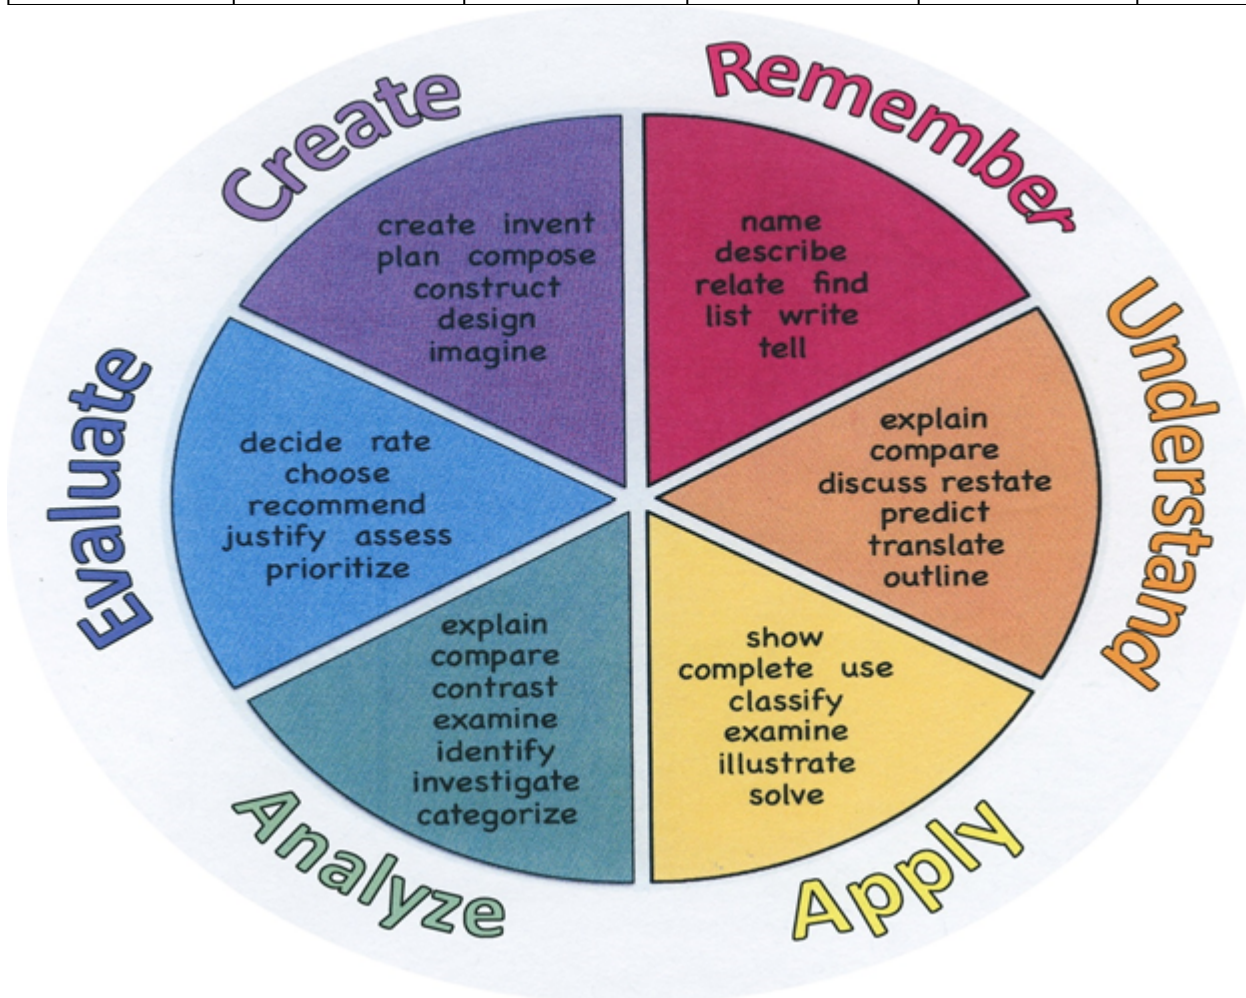 Remember
name
describe
relate find
list write
tell
Understand
explain
compare
discuss restate
predict
translate
outline
Apply
show
complete use
classify
examine
illustrate
solve
Analyze
explain
compare
contrast
examine
identify
investigate
categorize
Evaluate
decide rate
choose
recommend
justify assess
prioritize
Create
create invent
plan compose
construct
design
imagine